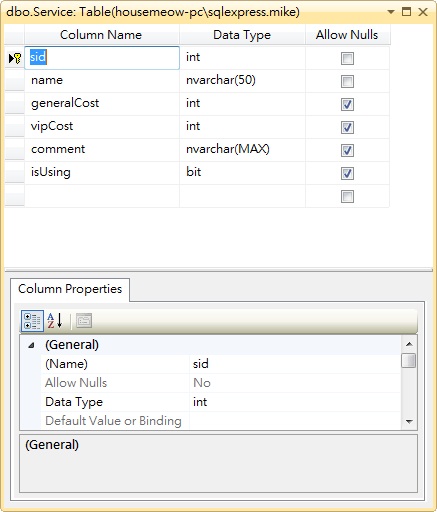 dbo.Service: Table(housemeow-pc\sqlexpress.mike)
Column Name Data Type Allow Nulls
sid int
name nvarchar(50)
generalCost int
vipCost int
comment nvarchar(MAX)
isUsing bit
Column Properties
(General)
(Name) sid
Allow Nulls No
Data Type int
Default Value or Binding
(General)